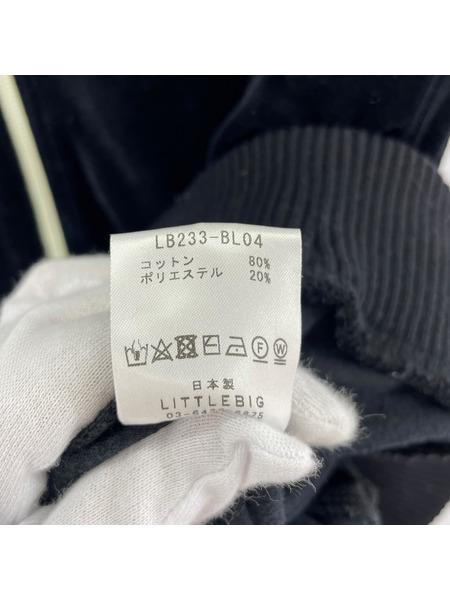 LB233-BL04
コットン 80%
ポリエステル 20%
F W
日本製
LITTLEBIG